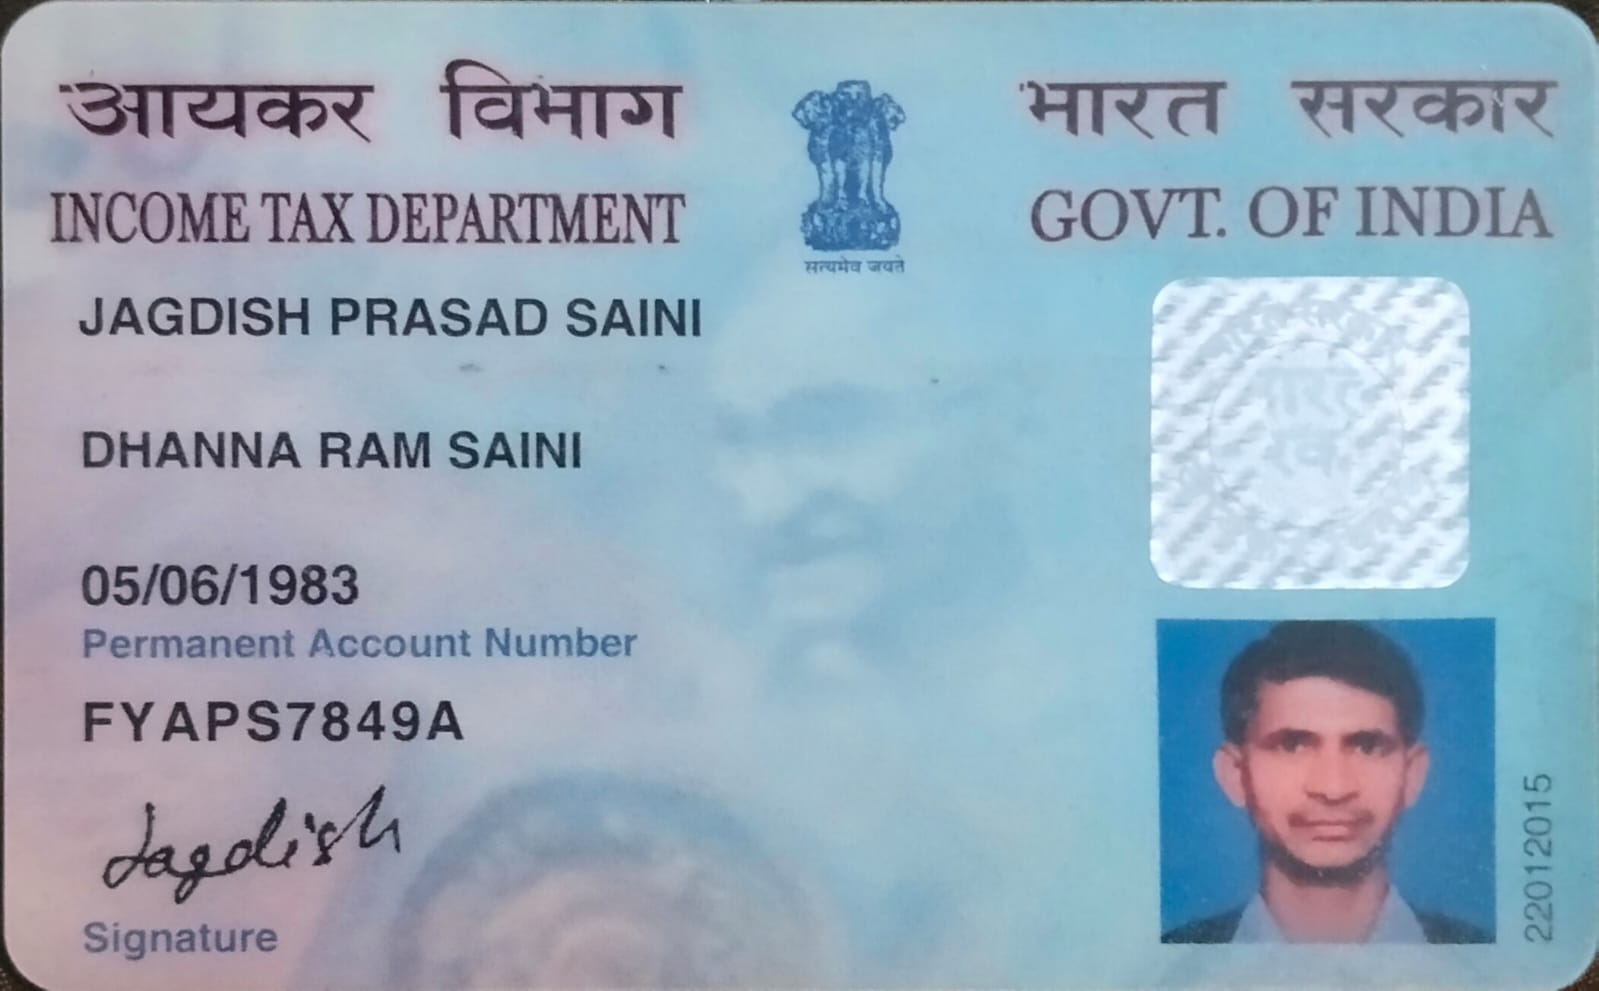 आयकर विभाग
INCOME TAX DEPARTMENT
सत्यमेव जयते
भारत सरकार
GOVT. OF INDIA
JAGDISH PRASAD SAINI
DHANNA RAM SAINI
05/06/1983
Permanent Account Number
FYAPS7849A
Jagdish
Signature
22012015